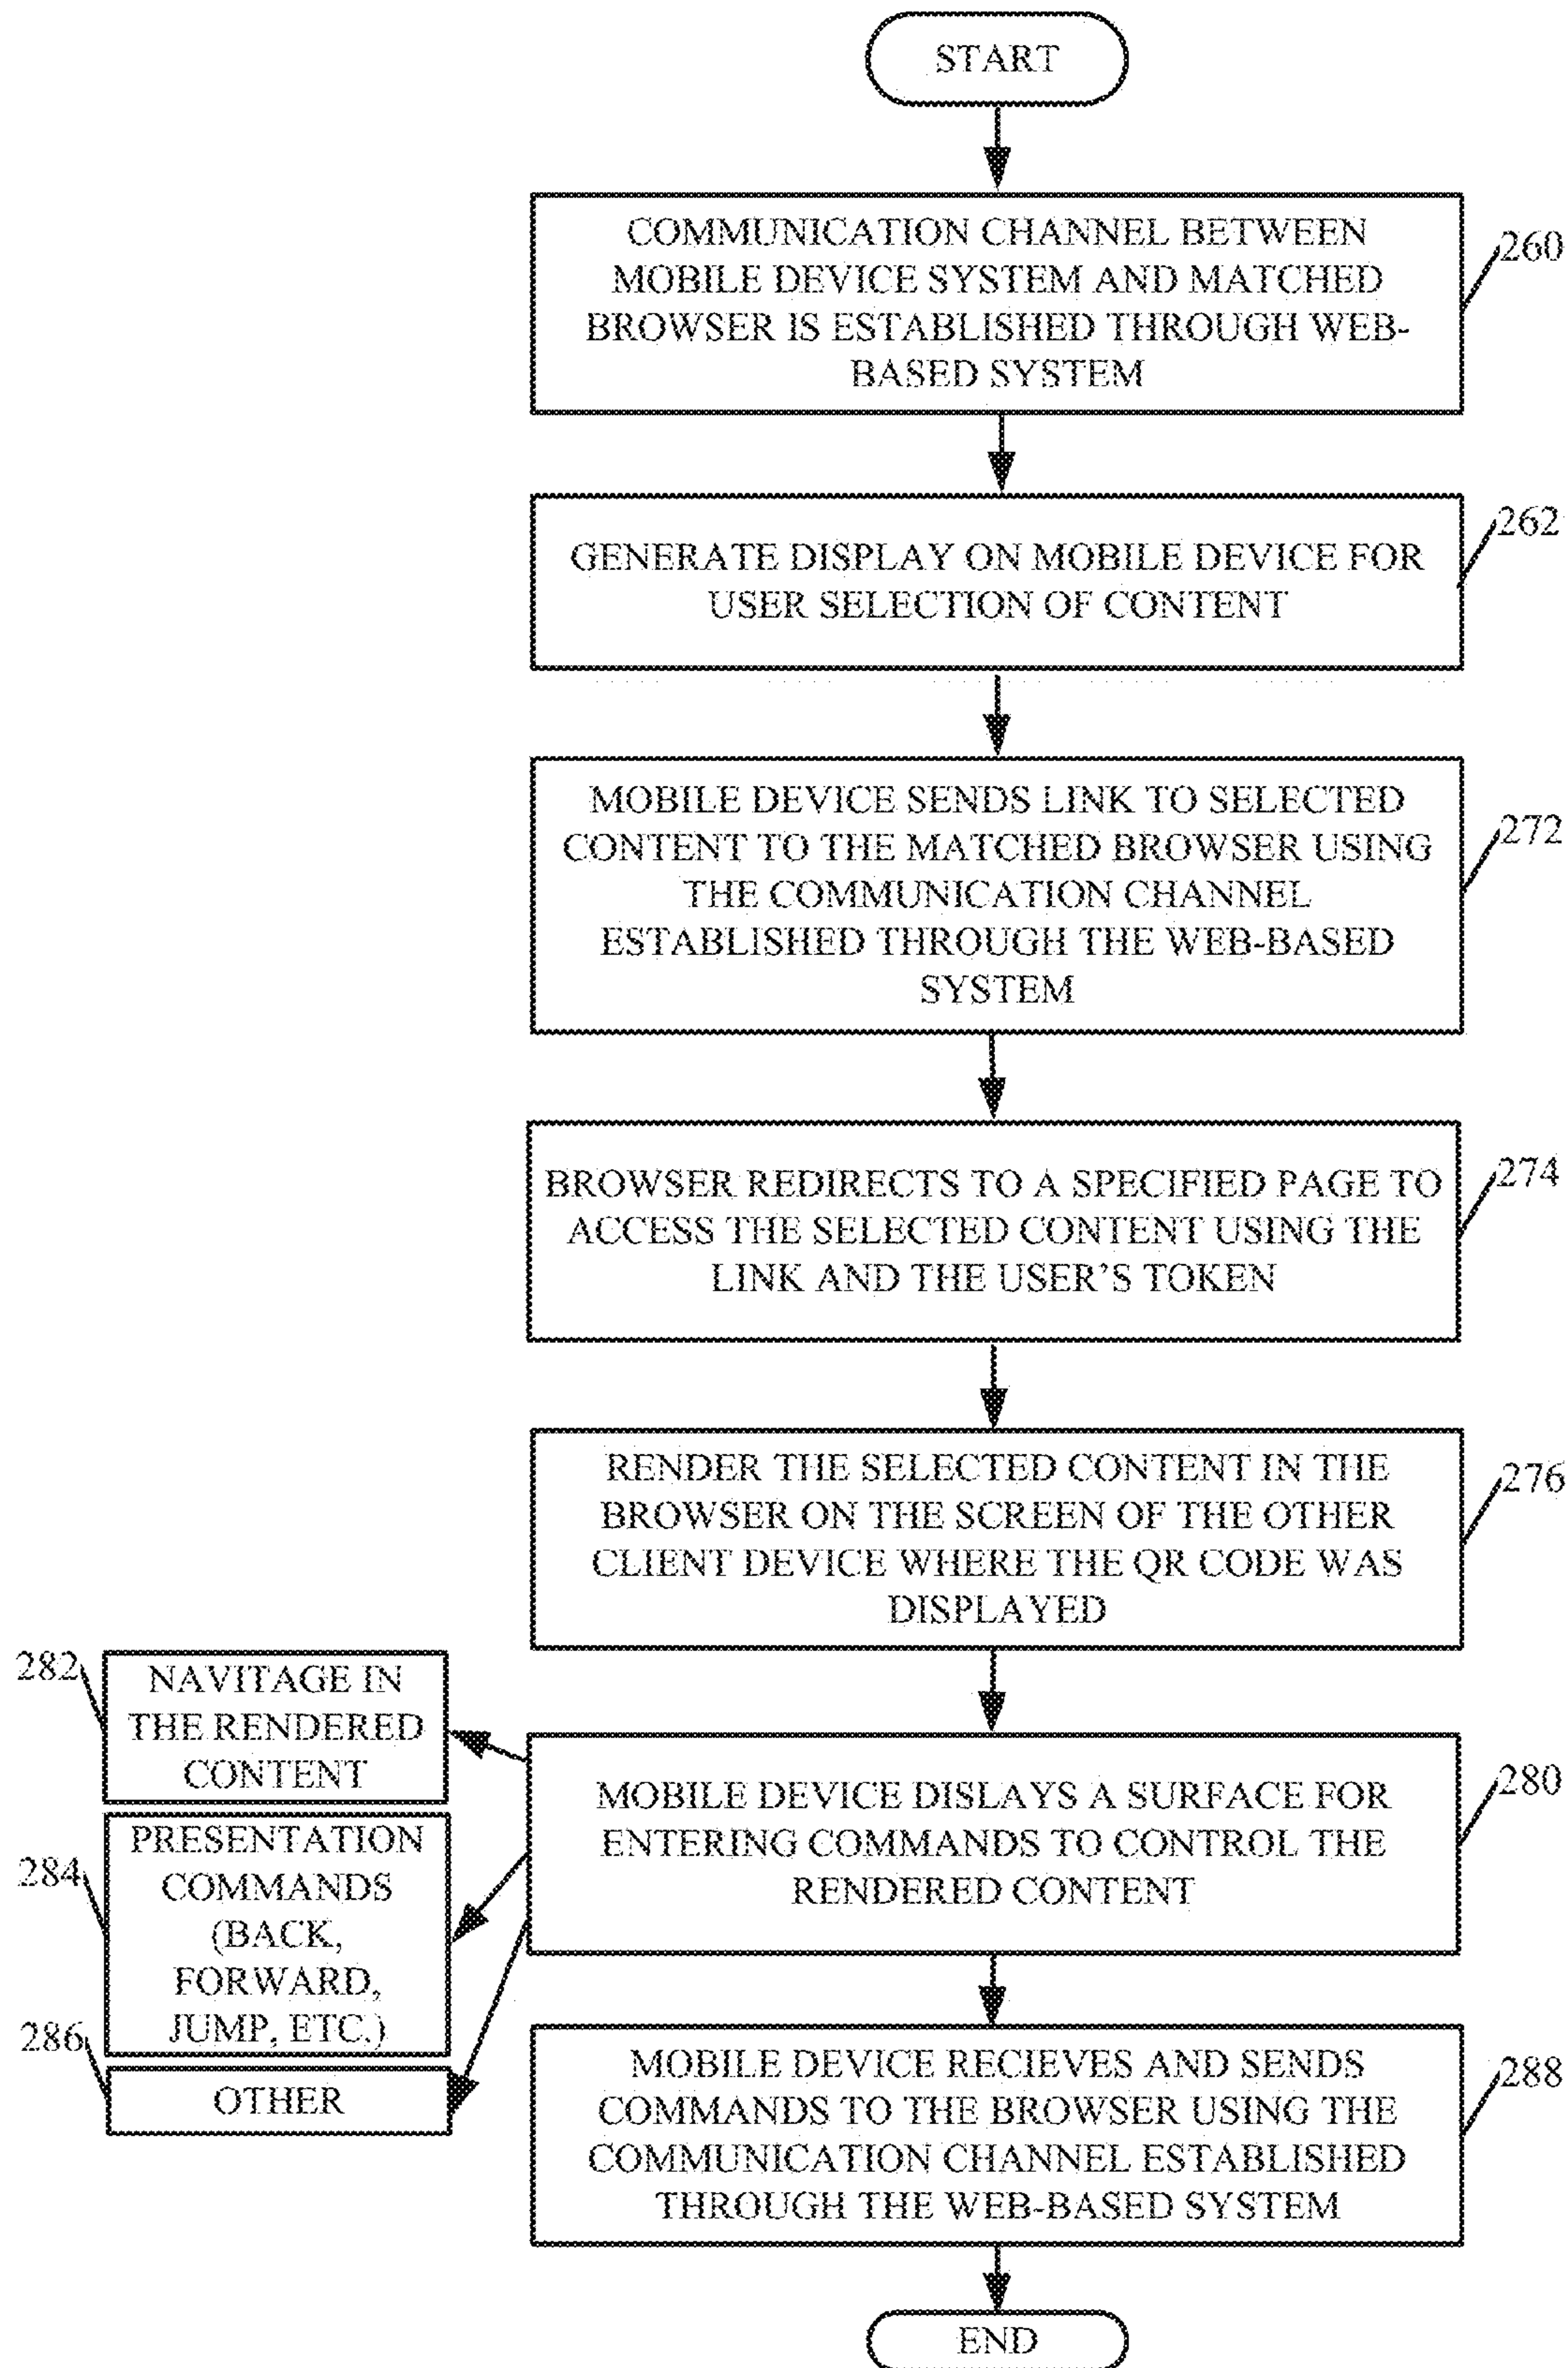 START
COMMUNICATION CHANNEL BETWEEN
MOBILE DEVICE SYSTEM AND MATCHED
BROWSER IS ESTABLISHED THROUGH WEB-
BASED SYSTEM
260
GENERATE DISPLAY ON MOBILE DEVICE FOR
USER SELECTION OF CONTENT
262
MOBILE DEVICE SENDS LINK TO SELECTED
CONTENT TO THE MATCHED BROWSER USING
THE COMMUNICATION CHANNEL
ESTABLISHED THROUGH THE WEB-BASED
SYSTEM
272
BROWSER REDIRECTS TO A SPECIFIED PAGE TO
ACCESS THE SELECTED CONTENT USING THE
LINK AND THE USER’S TOKEN
274
RENDER THE SELECTED CONTENT IN THE
BROWSER ON THE SCREEN OF THE OTHER
CLIENT DEVICE WHERE THE QR CODE WAS
DISPLAYED
276
MOBILE DEVICE DISLAYS A SURFACE FOR
ENTERING COMMANDS TO CONTROL THE
RENDERED CONTENT
280
282
NAVITAGE IN
THE RENDERED
CONTENT
284
PRESENTATION
COMMANDS
(BACK,
FORWARD,
JUMP, ETC.)
286
OTHER
MOBILE DEVICE RECIEVES AND SENDS
COMMANDS TO THE BROWSER USING THE
COMMUNICATION CHANNEL ESTABLISHED
THROUGH THE WEB-BASED SYSTEM
288
END